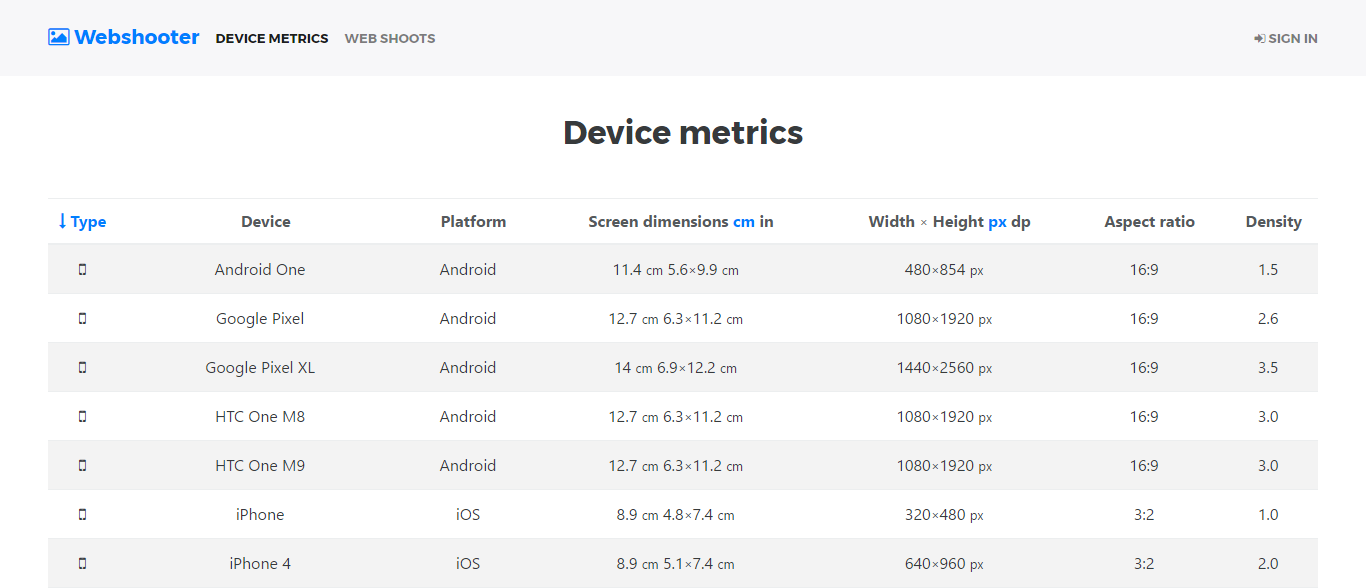 Webshooter DEVICE METRICS WEB SHOOTS SIGN IN
Device metrics
Type Device Platform Screen dimensions cm in Width × Height px dp Aspect ratio Density
Android One Android 11.4 cm 5.6×9.9 cm 480×854 px 16:9 1.5
Google Pixel Android 12.7 cm 6.3×11.2 cm 1080×1920 px 16:9 2.6
Google Pixel XL Android 14 cm 6.9×12.2 cm 1440×2560 px 16:9 3.5
HTC One M8 Android 12.7 cm 6.3×11.2 cm 1080×1920 px 16:9 3.0
HTC One M9 Android 12.7 cm 6.3×11.2 cm 1080×1920 px 16:9 3.0
iPhone iOS 8.9 cm 4.8×7.4 cm 320×480 px 3:2 1.0
iPhone 4 iOS 8.9 cm 5.1×7.4 cm 640×960 px 3:2 2.0